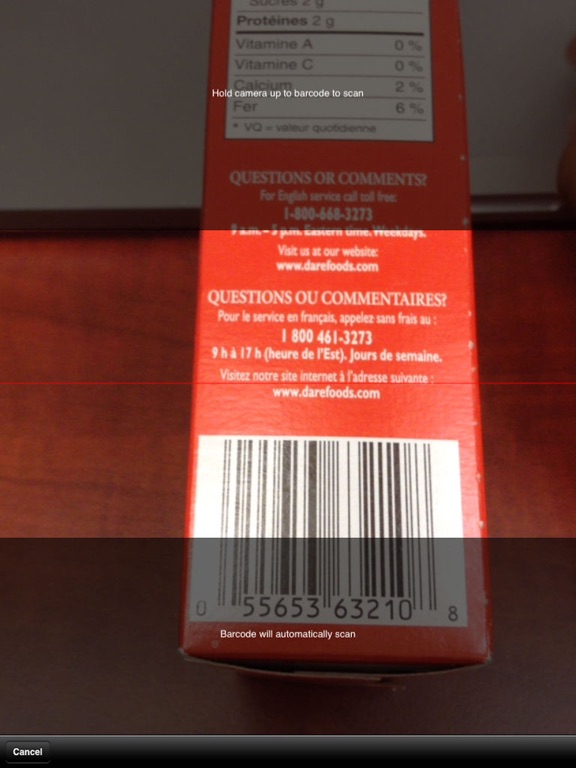 Sucres 2 g
Protéines 2 g
Vitamine A 0 %
Vitamine C 0 %
Calcium 2 %
Hold camera up to barcode to scan
Fer 6 %
* VQ = valeur quotidienne
QUESTIONS OR COMMENTS?
For English service call toll free:
1-800-668-3273
9 a.m. – 5 p.m. Eastern time. Weekdays.
Visit us at our website:
www.darefoods.com
QUESTIONS OU COMMENTAIRES?
Pour le service en français, appelez sans frais au :
1 800 461-3273
9 h à 17 h (heure de l'Est). Jours de semaine.
Visitez notre site internet à l'adresse suivante :
www.darefoods.com
0 55653 63210 8
Barcode will automatically scan
Cancel